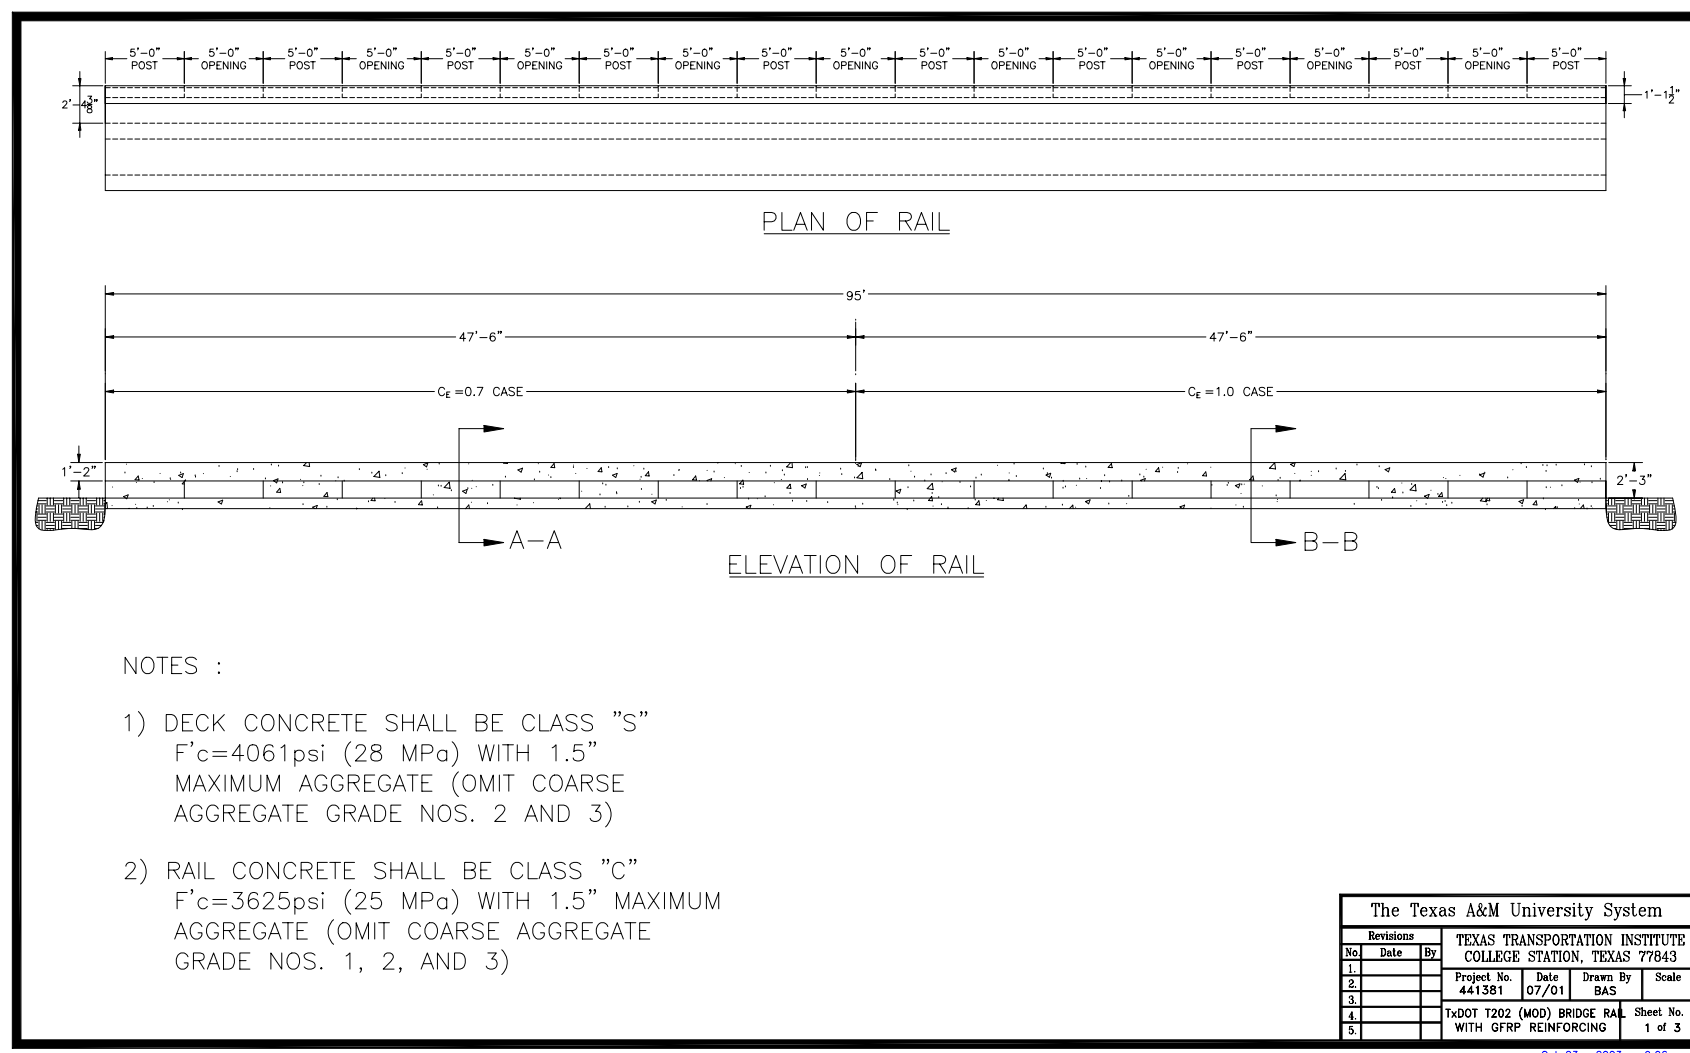 5'-0" 5'-0" 5'-0" 5'-0" 5'-0" 5'-0" 5'-0" 5'-0" 5'-0" 5'-0" 5'-0" 5'-0" 5'-0" 5'-0" 5'-0" 5'-0" 5'-0" 5'-0" 5'-0"
POST OPENING POST OPENING POST OPENING POST OPENING POST OPENING POST OPENING POST OPENING POST OPENING POST OPENING POST
2'-4 3/8"
1'-1 1/2"
PLAN OF RAIL
95'
47'-6" 47'-6"
CE=0.7 CASE CE=1.0 CASE
1'-2"
2'-3"
A-A B-B
ELEVATION OF RAIL
NOTES :
1) DECK CONCRETE SHALL BE CLASS "S"
F'c=4061psi (28 MPa) WITH 1.5"
MAXIMUM AGGREGATE (OMIT COARSE
AGGREGATE GRADE NOS. 2 AND 3)
2) RAIL CONCRETE SHALL BE CLASS "C"
F'c=3625psi (25 MPa) WITH 1.5" MAXIMUM
AGGREGATE (OMIT COARSE AGGREGATE
GRADE NOS. 1, 2, AND 3)
The Texas A&M University System
Revisions
No. Date By
1.
2.
3.
4.
5.
TEXAS TRANSPORTATION INSTITUTE
COLLEGE STATION, TEXAS 77843
Project No. Date Drawn By Scale
441381 07/01 BAS
TxDOT T202 (MOD) BRIDGE RAIL
WITH GFRP REINFORCING
Sheet No.
1 of 3